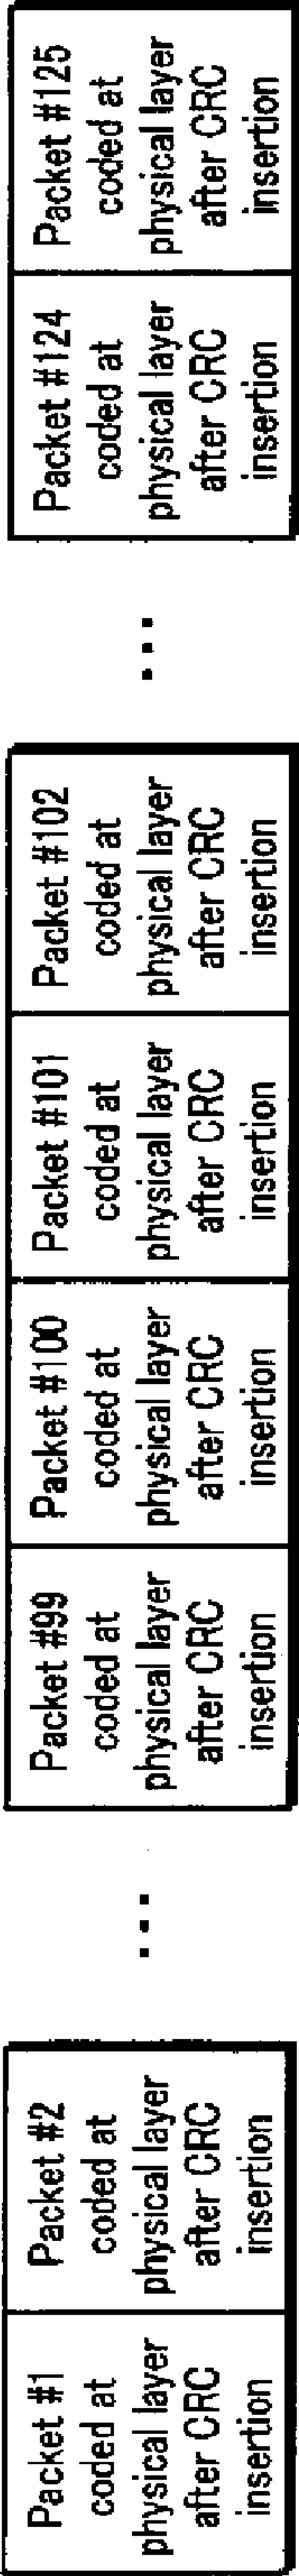 Packet #1
coded at
physical layer
after CRC
insertion
Packet #2
coded at
physical layer
after CRC
insertion
...
Packet #99
coded at
physical layer
after CRC
insertion
Packet #100
coded at
physical layer
after CRC
insertion
Packet #101
coded at
physical layer
after CRC
insertion
Packet #102
coded at
physical layer
after CRC
insertion
...
Packet #124
coded at
physical layer
after CRC
insertion
Packet #125
coded at
physical layer
after CRC
insertion